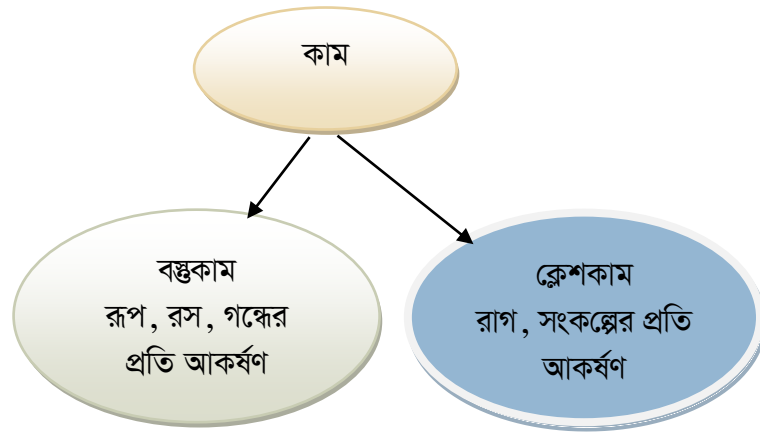 কাম
বস্তুকাম
রূপ, রস, গন্ধের
প্রতি আকর্ষণ
ক্লেশকাম
রাগ, সংকল্পের প্রতি
আকর্ষণ